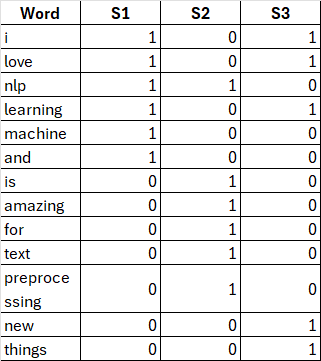 Word S1 S2 S3
i 1 0 1
love 1 0 1
nlp 1 1 0
learning 1 0 1
machine 1 0 0
and 1 0 0
is 0 1 0
amazing 0 1 0
for 0 1 0
text 0 1 0
preproce
ssing 0 1 0
new 0 0 1
things 0 0 1